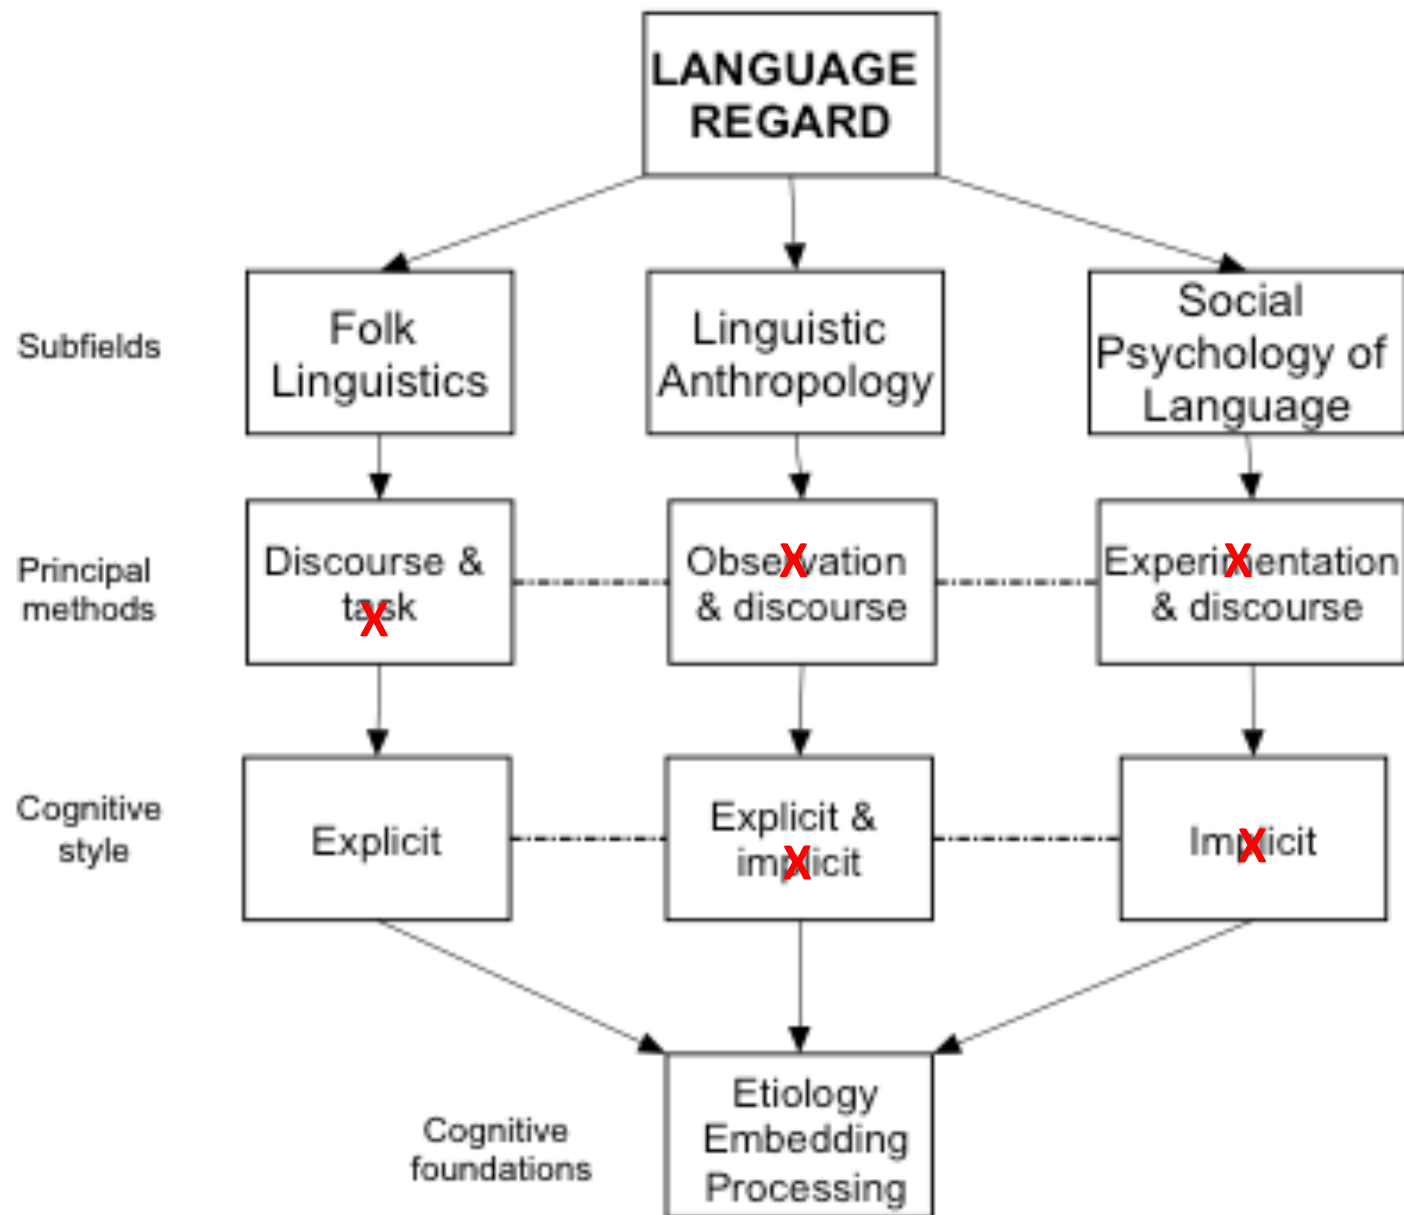 LANGUAGE
REGARD
Subfields
Folk
Linguistics
Linguistic
Anthropology
Social
Psychology of
Language
Principal
methods
Discourse &
task
X
Observation
& discourse
X
Experimentation
& discourse
X
Cognitive
style
Explicit
Explicit &
implicit
X
Implicit
X
Cognitive
foundations
Etiology
Embedding
Processing